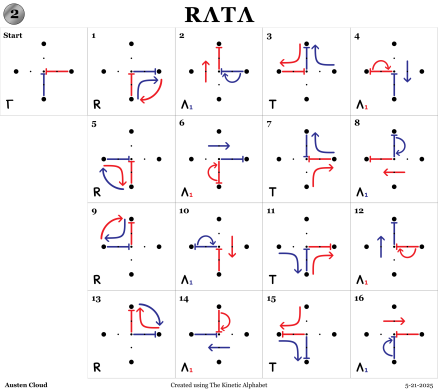 2
RΛTΛ
Start 1 2 3 4
Γ R Λ1 T Λ1
5 6 7 8
R Λ1 T Λ1
9 10 11 12
R Λ1 T Λ1
13 14 15 16
R Λ1 T Λ1
Austen Cloud Created using The Kinetic Alphabet 5-21-2025